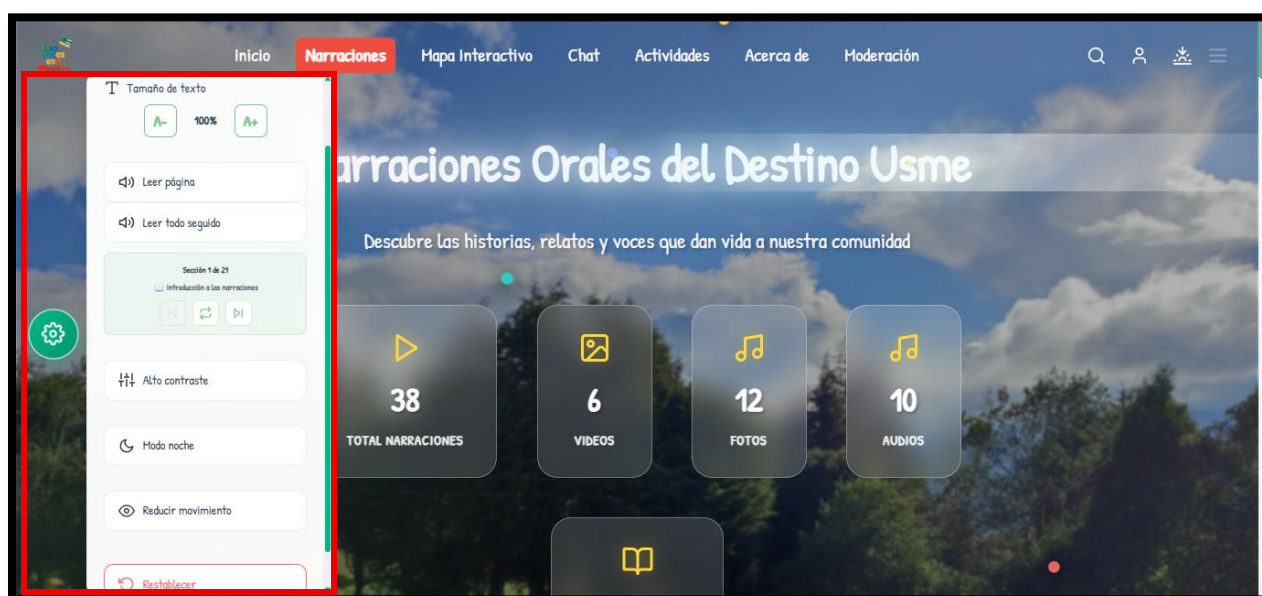 Inicio Narraciones Mapa Interactivo Chat Actividades Acerca de Moderación
Tamaño de texto
A- 100% A+
Leer página
Leer todo seguido
Sección 1 de 21
Introducción a las narraciones
Alto contraste
Modo noche
Reducir movimiento
Restablecer
arraciones Orales del Destino Usme
Descubre las historias, relatos y voces que dan vida a nuestra comunidad
38 6 12 10
TOTAL NARRACIONES VIDEOS FOTOS AUDIOS